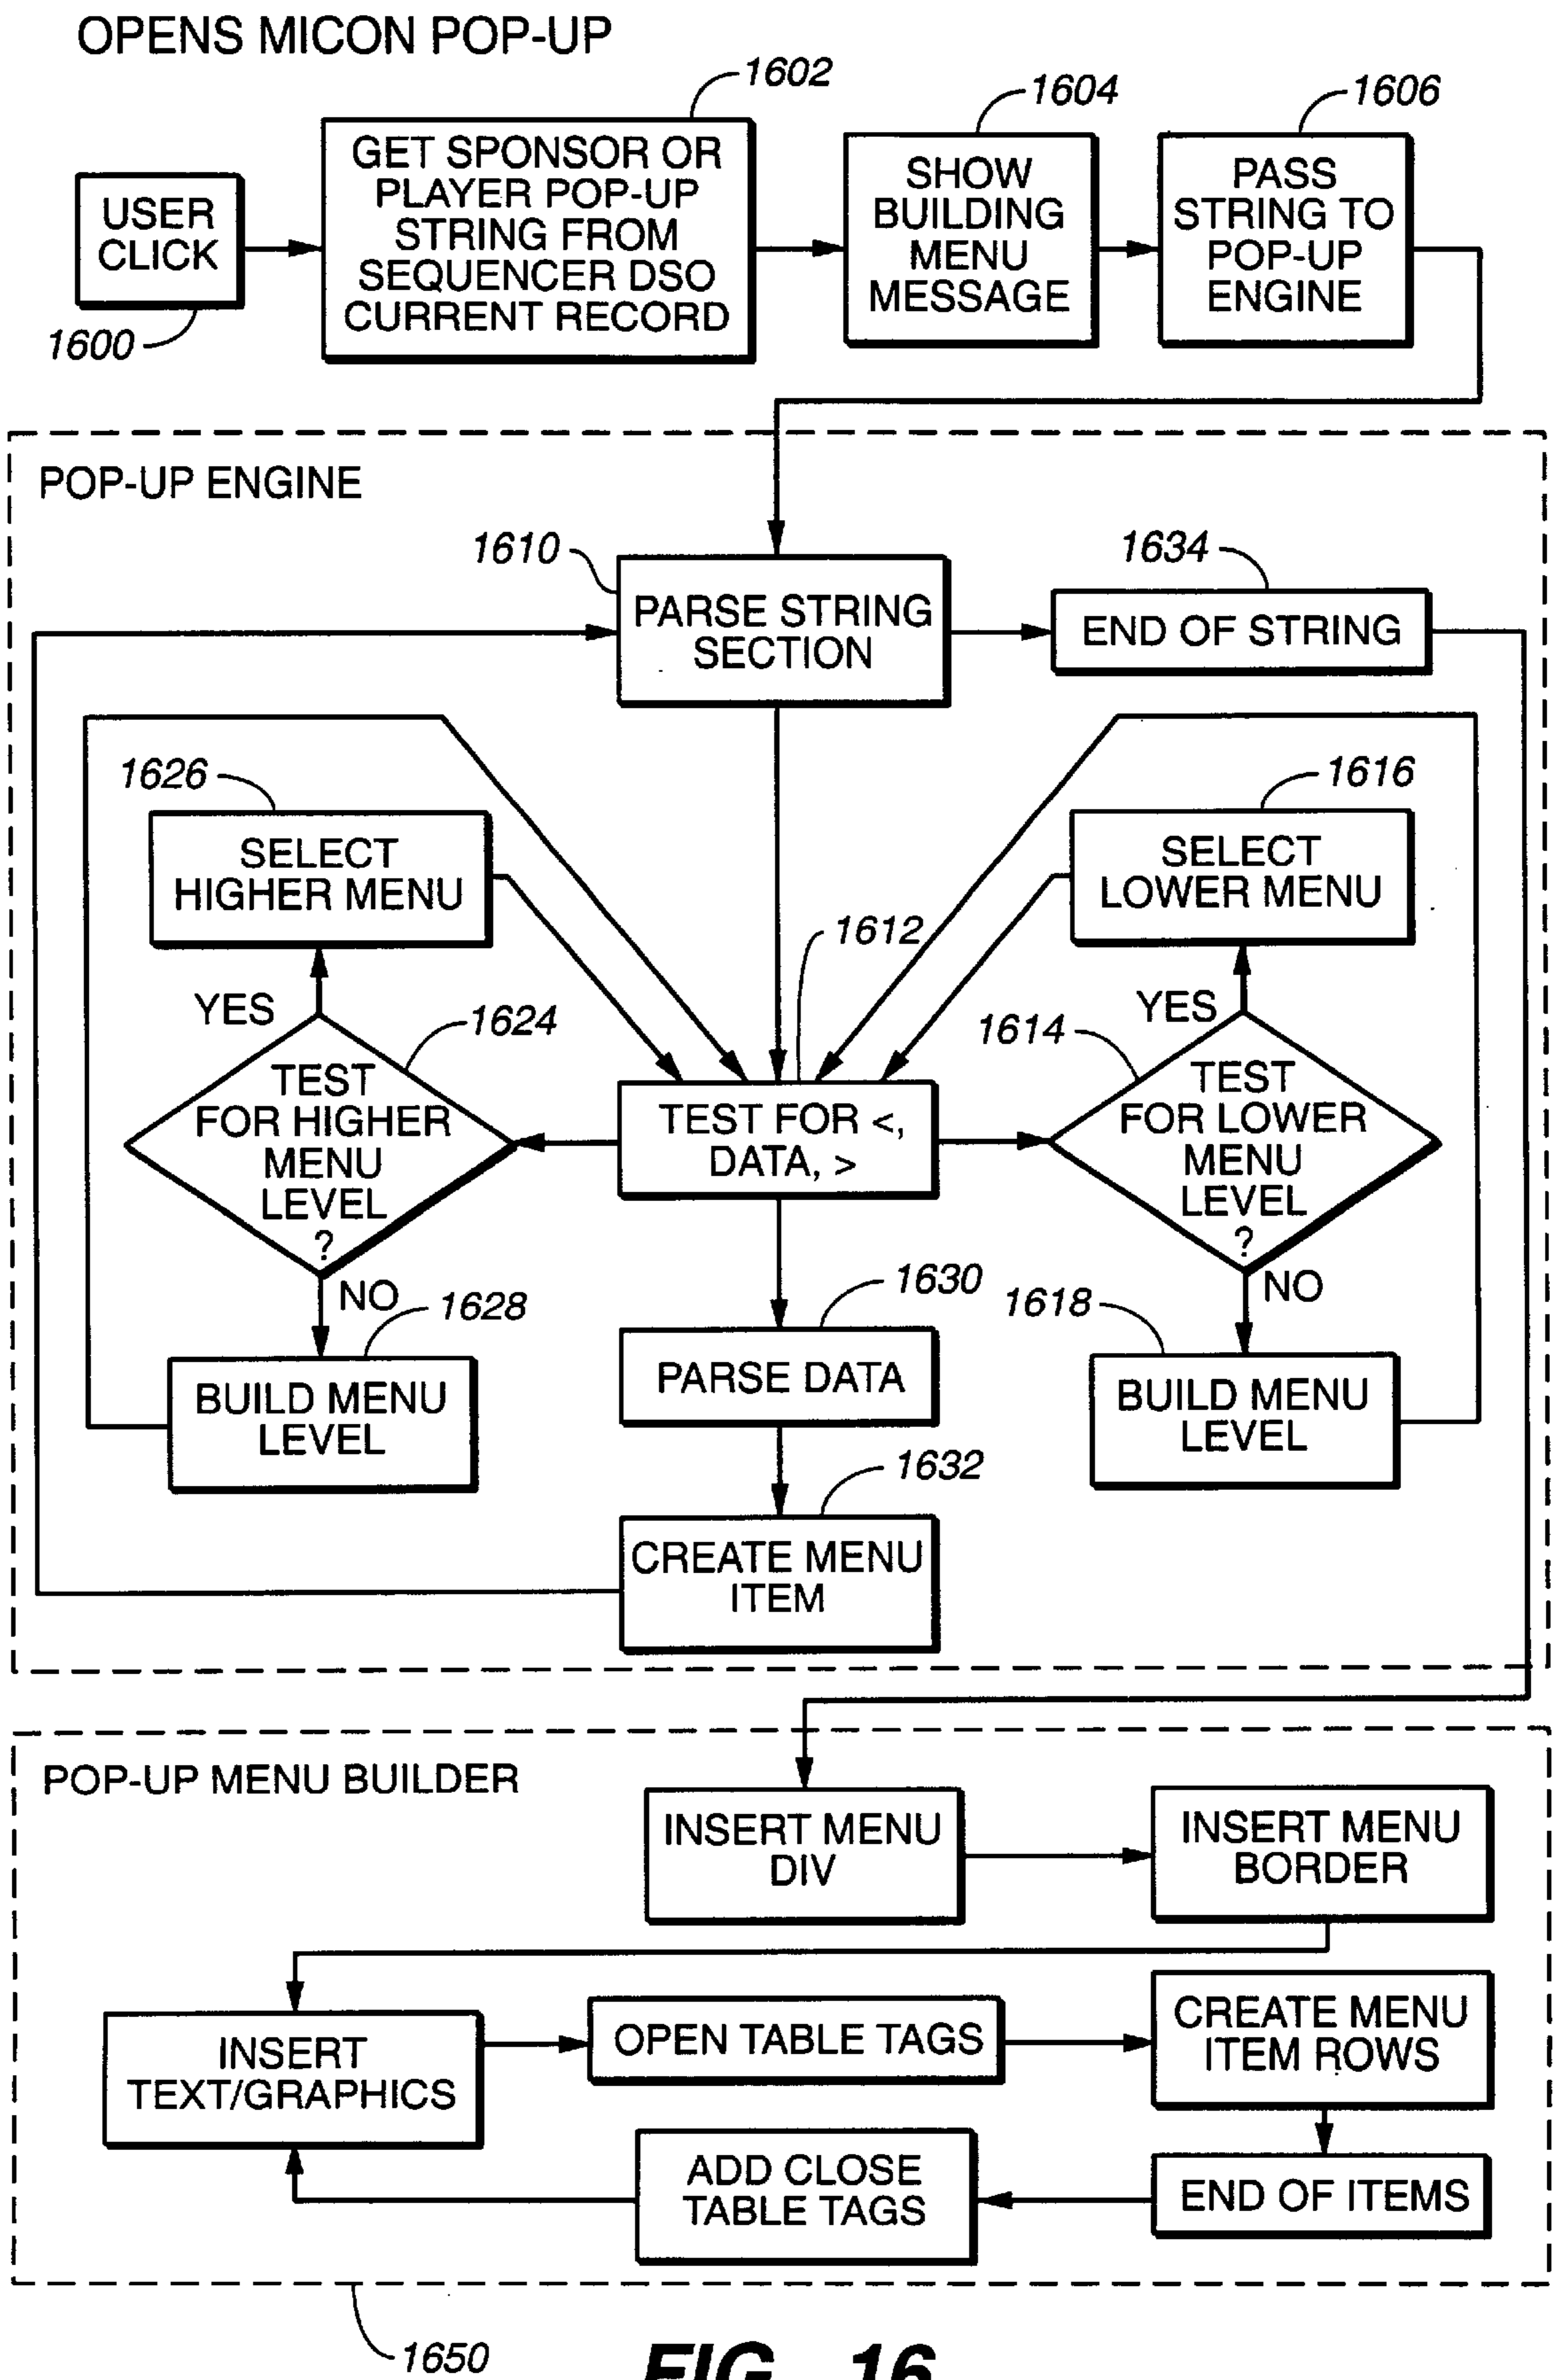 OPENS MICON POP-UP
1602
1604
1606
USER
CLICK
1600
GET SPONSOR OR
PLAYER POP-UP
STRING FROM
SEQUENCER DSO
CURRENT RECORD
SHOW
BUILDING
MENU
MESSAGE
PASS
STRING TO
POP-UP
ENGINE
POP-UP ENGINE
1610
PARSE STRING
SECTION
1634
END OF STRING
1626
SELECT
HIGHER MENU
1616
SELECT
LOWER MENU
1612
YES
1624
TEST
FOR HIGHER
MENU
LEVEL
?
NO
TEST FOR <,
DATA, >
YES
1614
TEST
FOR LOWER
MENU
LEVEL
?
NO
1628
BUILD MENU
LEVEL
1630
PARSE DATA
1618
BUILD MENU
LEVEL
1632
CREATE MENU
ITEM
POP-UP MENU BUILDER
INSERT MENU
DIV
INSERT MENU
BORDER
INSERT
TEXT/GRAPHICS
OPEN TABLE TAGS
CREATE MENU
ITEM ROWS
ADD CLOSE
TABLE TAGS
END OF ITEMS
1650
FIG. 16